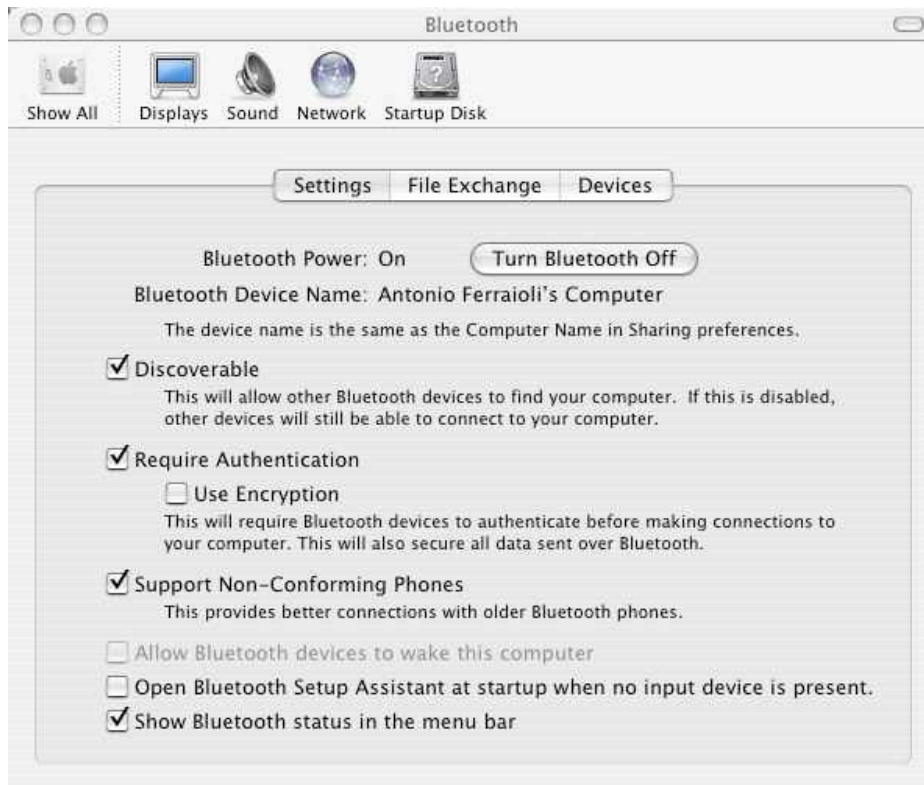 Bluetooth
Show All Displays Sound Network Startup Disk
Settings File Exchange Devices
Bluetooth Power: On Turn Bluetooth Off
Bluetooth Device Name: Antonio Ferraioli's Computer
The device name is the same as the Computer Name in Sharing preferences.
Discoverable
This will allow other Bluetooth devices to find your computer. If this is disabled,
other devices will still be able to connect to your computer.
Require Authentication
Use Encryption
This will require Bluetooth devices to authenticate before making connections to
your computer. This will also secure all data sent over Bluetooth.
Support Non-Conforming Phones
This provides better connections with older Bluetooth phones.
Allow Bluetooth devices to wake this computer
Open Bluetooth Setup Assistant at startup when no input device is present.
Show Bluetooth status in the menu bar